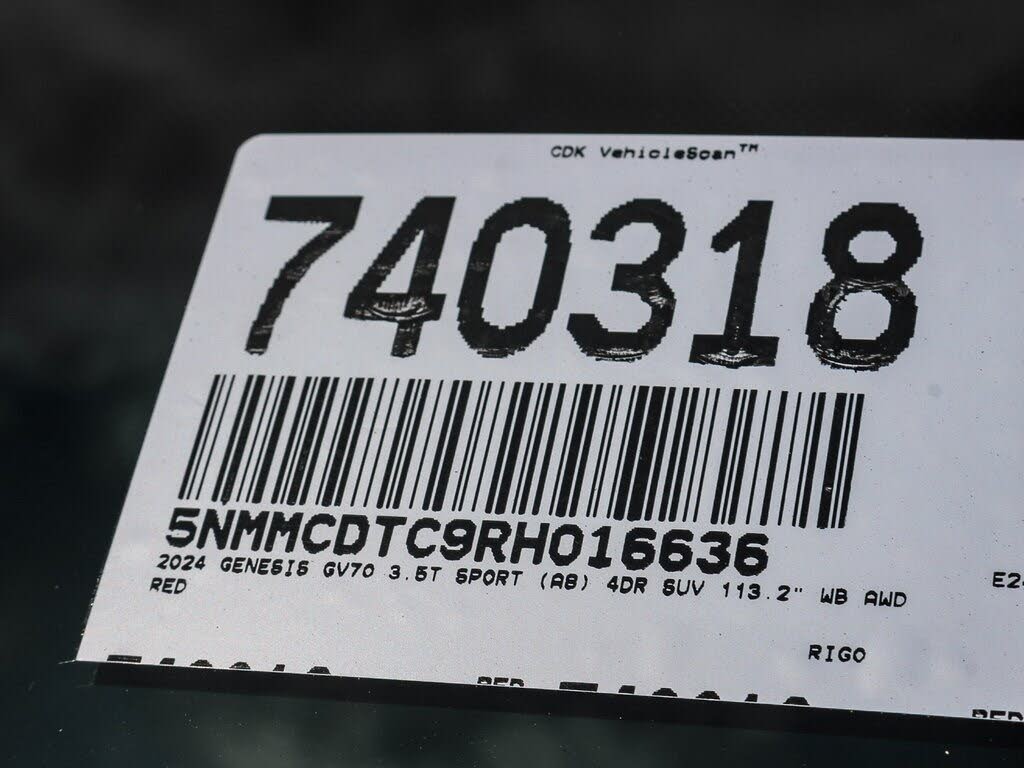 CDK VehicleScan™
740318
5NMMCDTC9RH016636
2024 GENESIS GV70 3.5T SPORT (A8) 4DR SUV 113.2" WB AWD
RED
RIGO